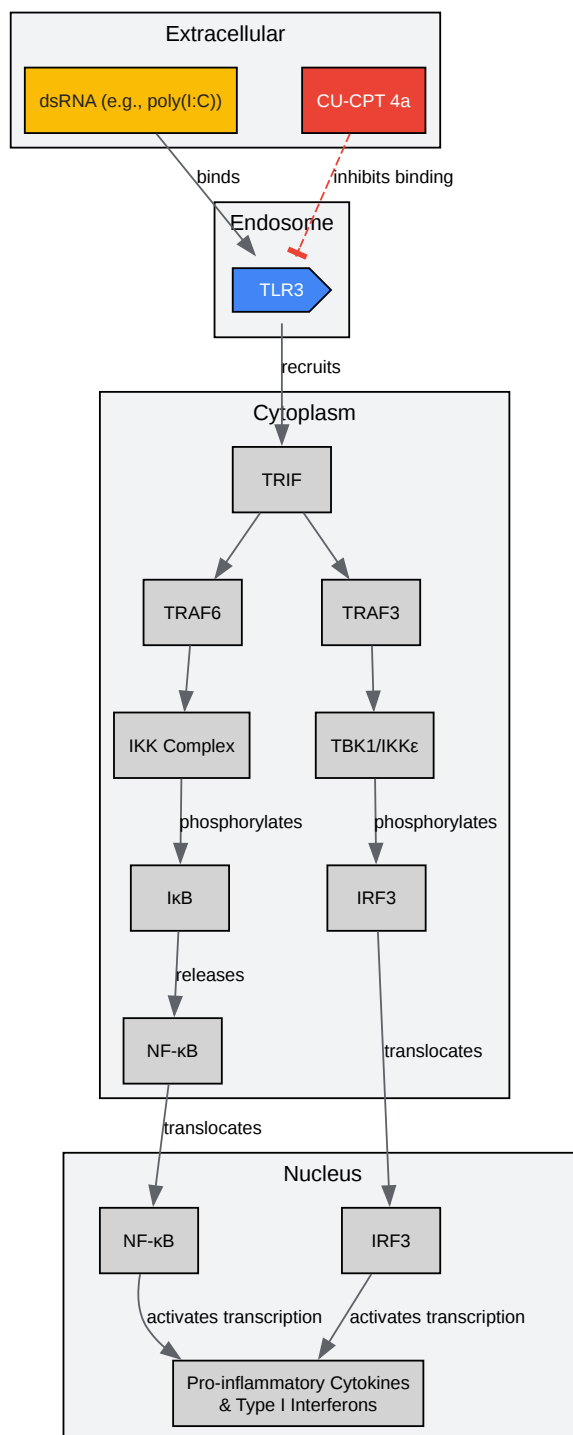 Extracellular
dsRNA (e.g., poly(I:C))
CU-CPT 4a
binds
inhibits binding
Endosome
TLR3
recruits
Cytoplasm
TRIF
TRAF6
TRAF3
IKK Complex
TBK1/IKKε
phosphorylates
phosphorylates
IκB
IRF3
releases
NF-κB
translocates
translocates
Nucleus
NF-κB
IRF3
activates transcription
activates transcription
Pro-inflammatory Cytokines
& Type I Interferons